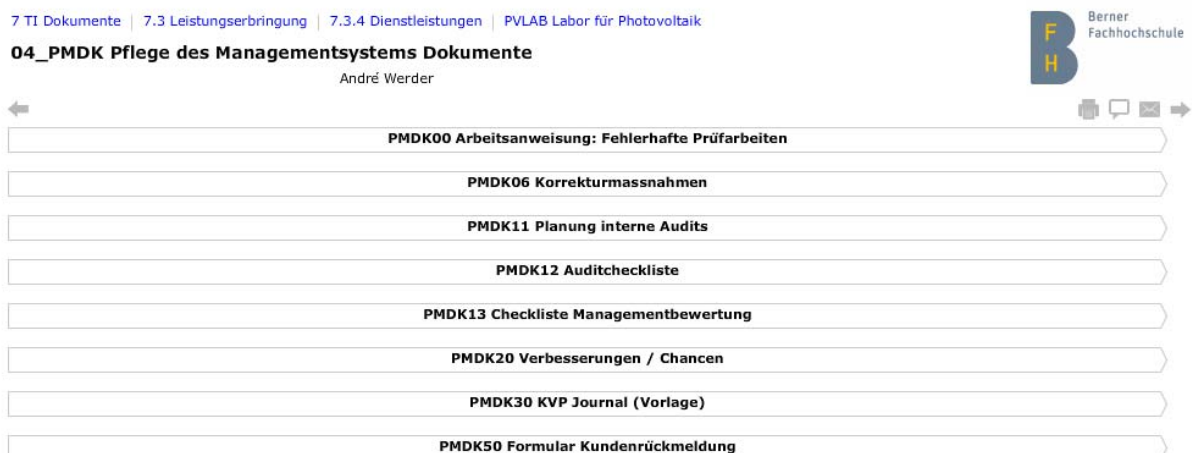 7 TI Dokumente | 7.3 Leistungserbringung | 7.3.4 Dienstleistungen | PVLAB Labor für Photovoltaik
04_PMDK Pflege des Managementsystems Dokumente
André Werder
B
F
H
Berner
Fachhochschule
PMDK00 Arbeitsanweisung: Fehlerhafte Prüfarbeiten
PMDK06 Korrekturmassnahmen
PMDK11 Planung interne Audits
PMDK12 Auditcheckliste
PMDK13 Checkliste Managementbewertung
PMDK20 Verbesserungen / Chancen
PMDK30 KVP Journal (Vorlage)
PMDK50 Formular Kundenrückmeldung